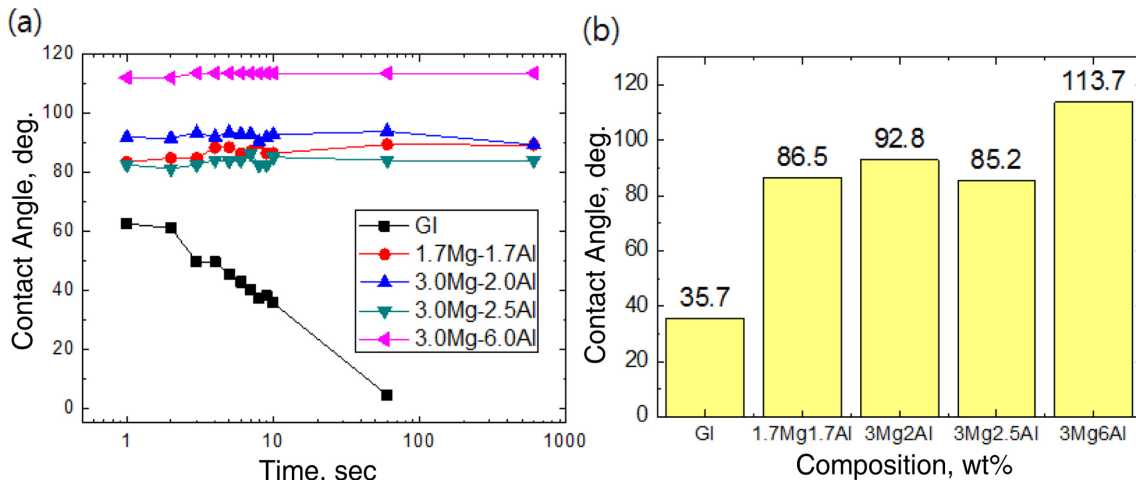 (a)
120
100
80
60
40
20
0
Contact Angle, deg.
GI
1.7Mg-1.7Al
3.0Mg-2.0Al
3.0Mg-2.5Al
3.0Mg-6.0Al
1
10
100
1000
Time, sec
(b)
120
100
80
60
40
20
0
Contact Angle, deg.
35.7
86.5
92.8
85.2
113.7
GI
1.7Mg1.7Al
3Mg2Al
3Mg2.5Al
3Mg6Al
Composition, wt%